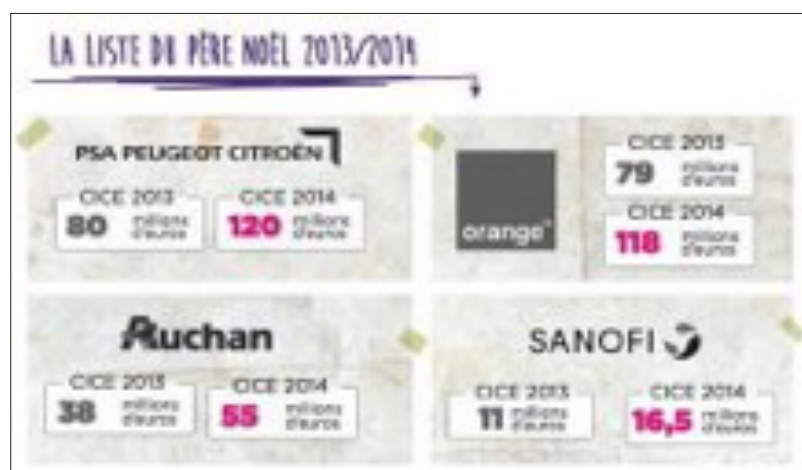 LA LISTE DU PÈRE NOËL 2013/2014
PSA PEUGEOT CITROËN
CICE 2013
80 millions d'euros
CICE 2014
120 millions d'euros
orange
CICE 2013
79 millions d'euros
CICE 2014
118 millions d'euros
Auchan
CICE 2013
38 millions d'euros
CICE 2014
55 millions d'euros
SANOFI
CICE 2013
11 millions d'euros
CICE 2014
16,5 millions d'euros